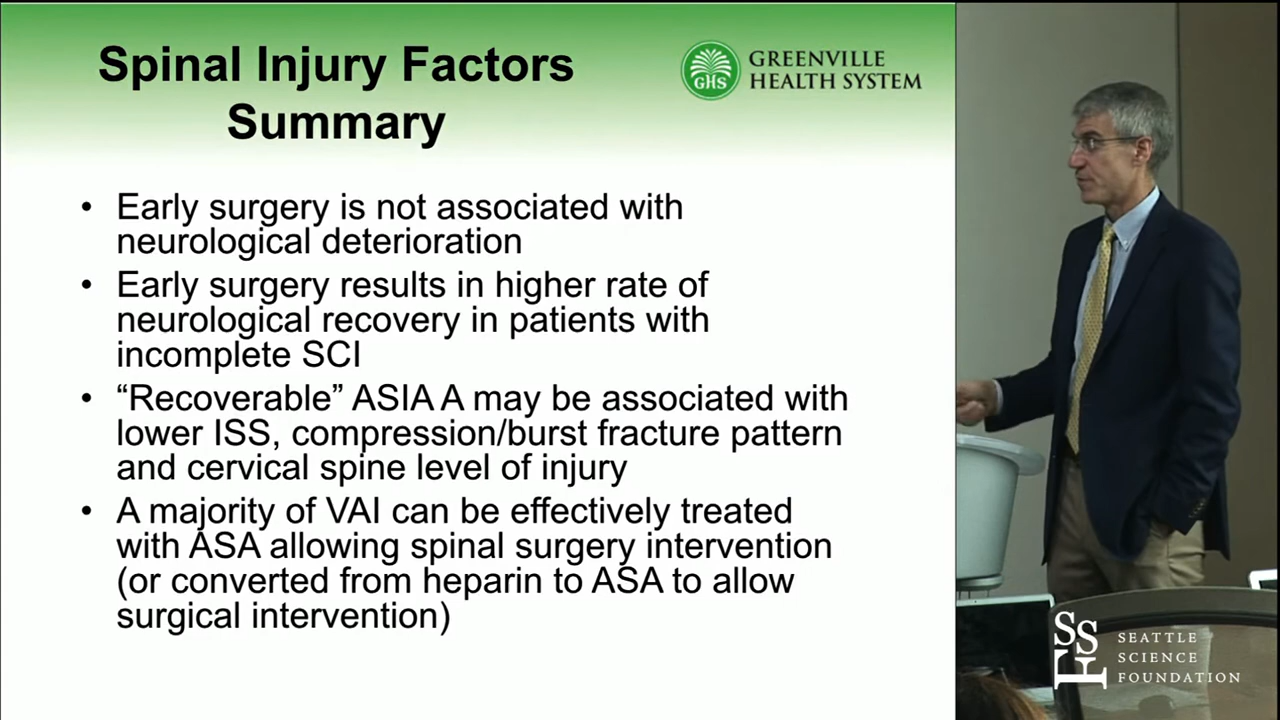 Spinal Injury Factors
Summary
GHS
GREENVILLE
HEALTH SYSTEM
• Early surgery is not associated with
neurological deterioration
• Early surgery results in higher rate of
neurological recovery in patients with
incomplete SCI
• “Recoverable” ASIA A may be associated with
lower ISS, compression/burst fracture pattern
and cervical spine level of injury
• A majority of VAI can be effectively treated
with ASA allowing spinal surgery intervention
(or converted from heparin to ASA to allow
surgical intervention)
SSF
SEATTLE
SCIENCE
FOUNDATION